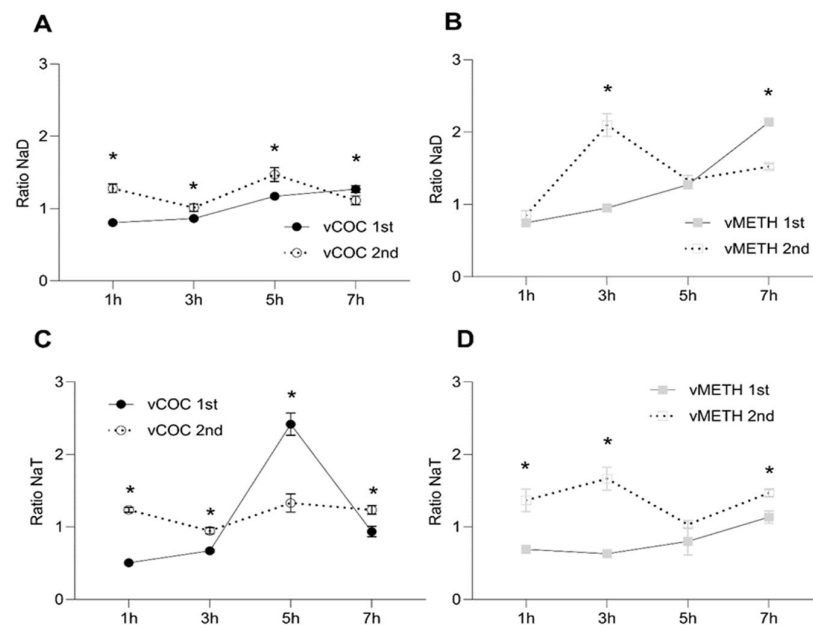 A
3
2
1
0
Ratio NaD
*
*
*
*
vCOC 1st
vCOC 2nd
1h 3h 5h 7h
B
3
2
1
0
Ratio NaD
*
*
vMETH 1st
vMETH 2nd
1h 3h 5h 7h
C
3
2
1
0
Ratio NaT
vCOC 1st
vCOC 2nd
*
*
*
*
1h 3h 5h 7h
D
3
2
1
0
Ratio NaT
vMETH 1st
vMETH 2nd
*
*
*
1h 3h 5h 7h